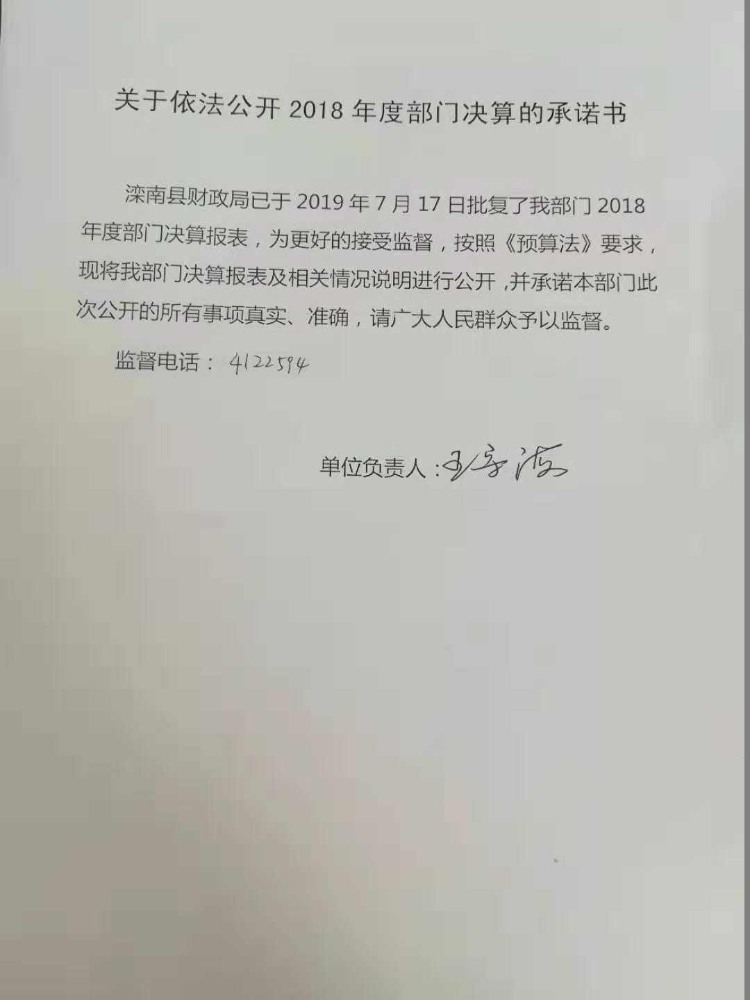 关于依法公开 2018 年度部门决算的承诺书
滦南县财政局已于 2019 年 7 月 17 日批复了我部门 2018
年度部门决算报表，为更好的接受监督，按照《预算法》要求，
现将我部门决算报表及相关情况说明进行公开，并承诺本部门此
次公开的所有事项真实、准确，请广大人民群众予以监督。
监督电话：4122594
单位负责人：王